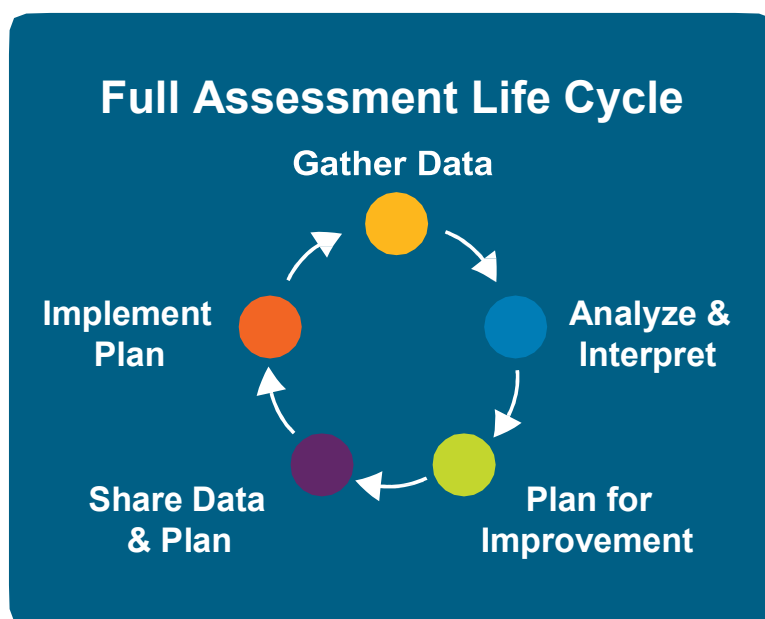 Full Assessment Life Cycle
Gather Data
Analyze &
Interpret
Plan for
Improvement
Share Data
& Plan
Implement
Plan